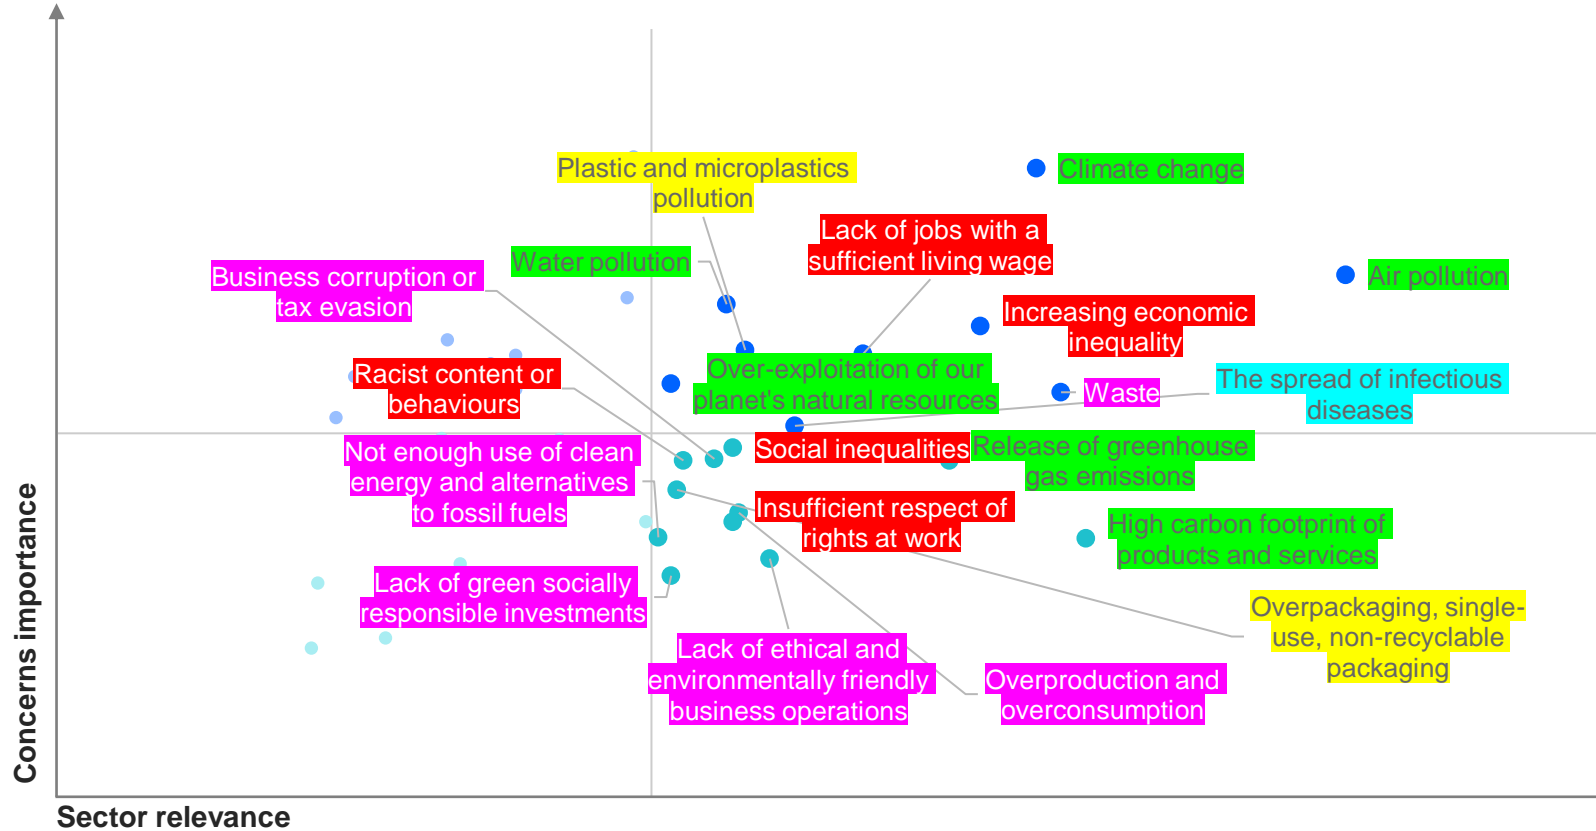 Plastic and microplastics
pollution
Climate change
Lack of jobs with a
sufficient living wage
Water pollution
Business corruption or
tax evasion
Air pollution
Increasing economic
inequality
Racist content or
behaviours
Over-exploitation of our
planet's natural resources
Waste
The spread of infectious
diseases
Not enough use of clean
energy and alternatives
to fossil fuels
Social inequalities
Release of greenhouse
gas emissions
Insufficient respect of
rights at work
High carbon footprint of
products and services
Lack of green socially
responsible investments
Overpackaging, single-
use, non-recyclable
packaging
Lack of ethical and
environmentally friendly
business operations
Overproduction and
overconsumption
Concerns importance
Sector relevance